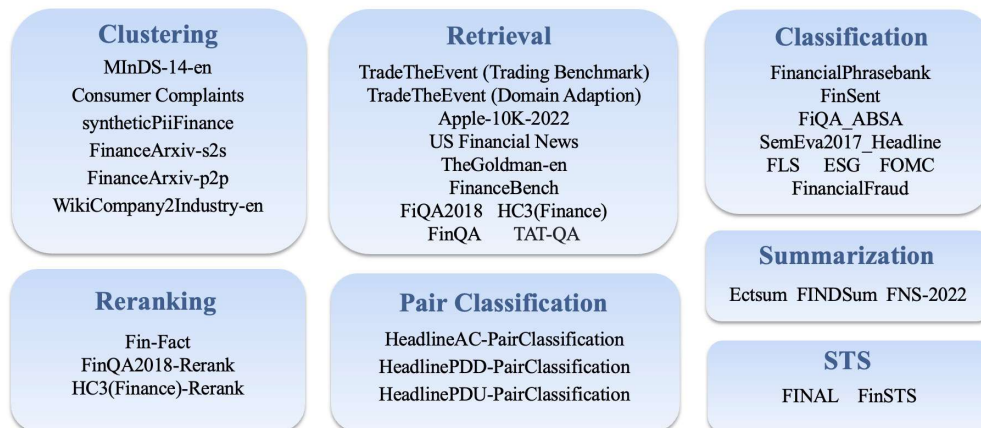 Clustering
MInDS-14-en
Consumer Complaints
syntheticPiiFinance
FinanceArxiv-s2s
FinanceArxiv-p2p
WikiCompany2Industry-en
Retrieval
TradeTheEvent (Trading Benchmark)
TradeTheEvent (Domain Adaption)
Apple-10K-2022
US Financial News
TheGoldman-en
FinanceBench
FiQA2018 HC3(Finance)
FinQA TAT-QA
Classification
FinancialPhrasebank
FinSent
FiQA_ABSA
SemEva2017_Headline
FLS ESG FOMC
FinancialFraud
Reranking
Fin-Fact
FinQA2018-Rerank
HC3(Finance)-Rerank
Pair Classification
HeadlineAC-PairClassification
HeadlinePDD-PairClassification
HeadlinePDU-PairClassification
Summarization
Ectsum FINDSum FNS-2022
STS
FINAL FinSTS